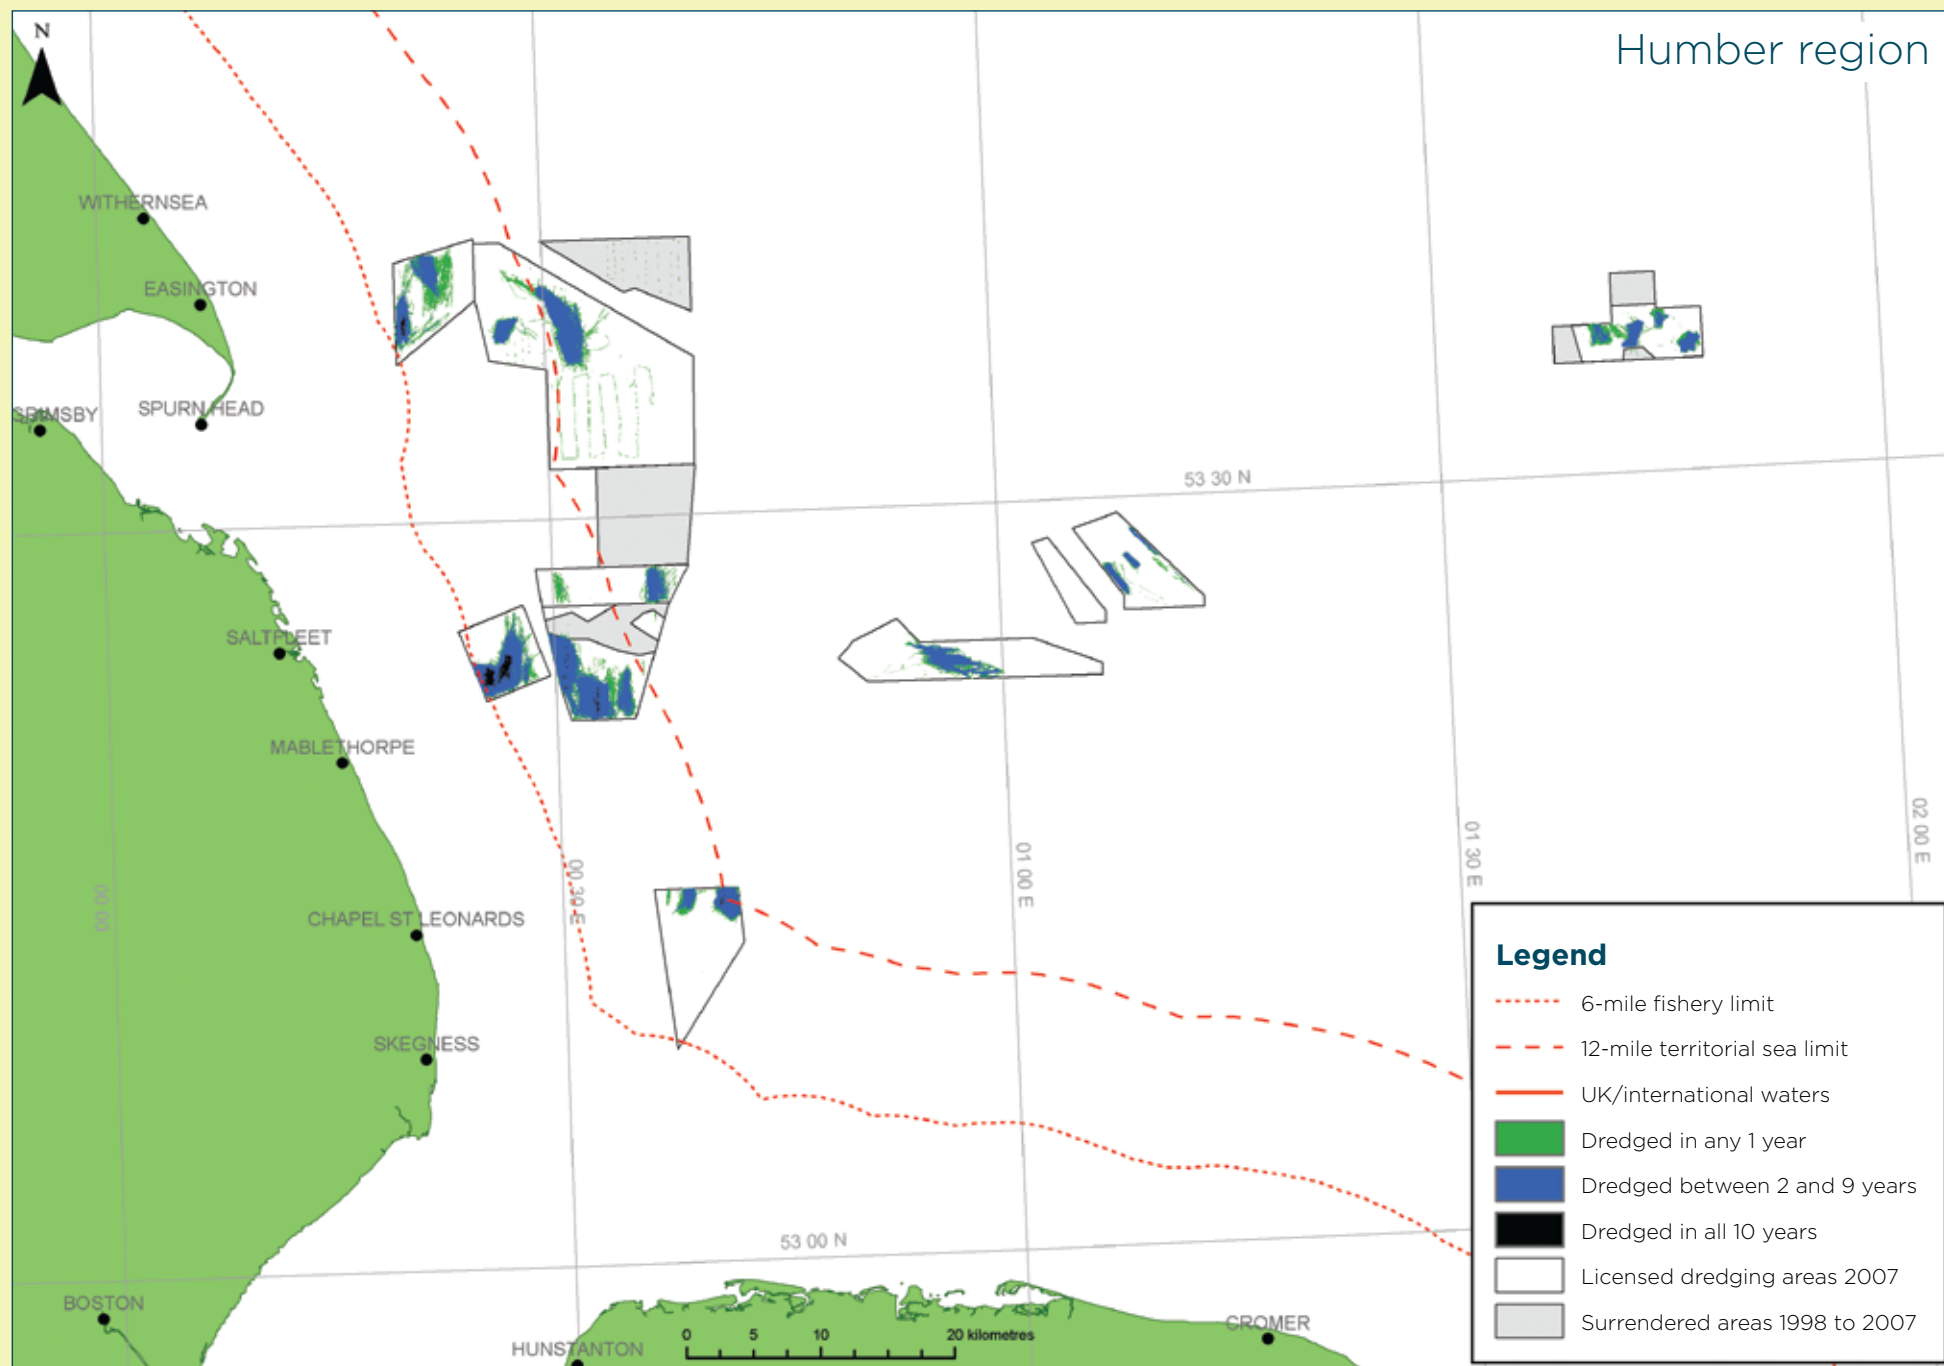 Humber region
N
WITHERNSEA
EASINGTON
GRIMSBY
SPURN HEAD
53 30 N
SALTFLEET
MABLETHORPE
00 00
00 30 E
01 00 E
01 30 E
02 00 E
CHAPEL ST LEONARDS
SKEGNESS
53 00 N
BOSTON
HUNSTANTON
CROMER
0 5 10 20 kilometres
Legend
6-mile fishery limit
12-mile territorial sea limit
UK/international waters
Dredged in any 1 year
Dredged between 2 and 9 years
Dredged in all 10 years
Licensed dredging areas 2007
Surrendered areas 1998 to 2007